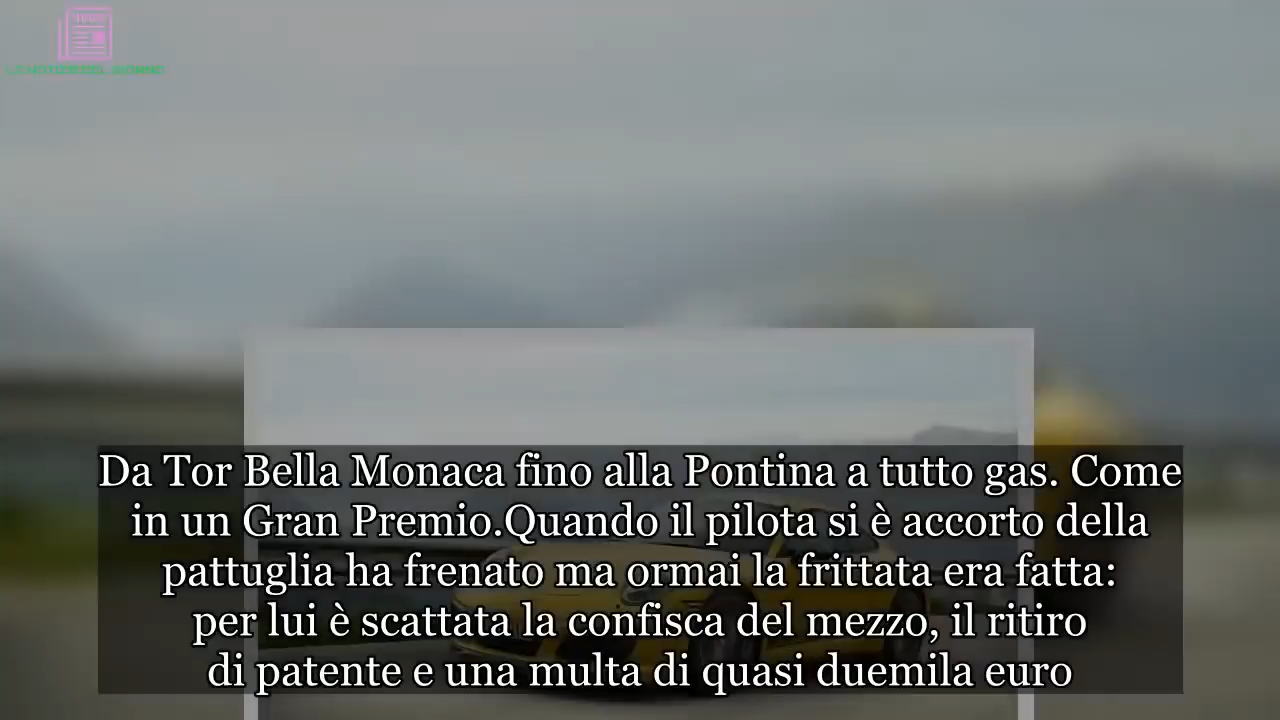 Da Tor Bella Monaca fino alla Pontina a tutto gas. Come
in un Gran Premio.Quando il pilota si è accorto della
pattuglia ha frenato ma ormai la frittata era fatta:
per lui è scattata la confisca del mezzo, il ritiro
di patente e una multa di quasi duemila euro